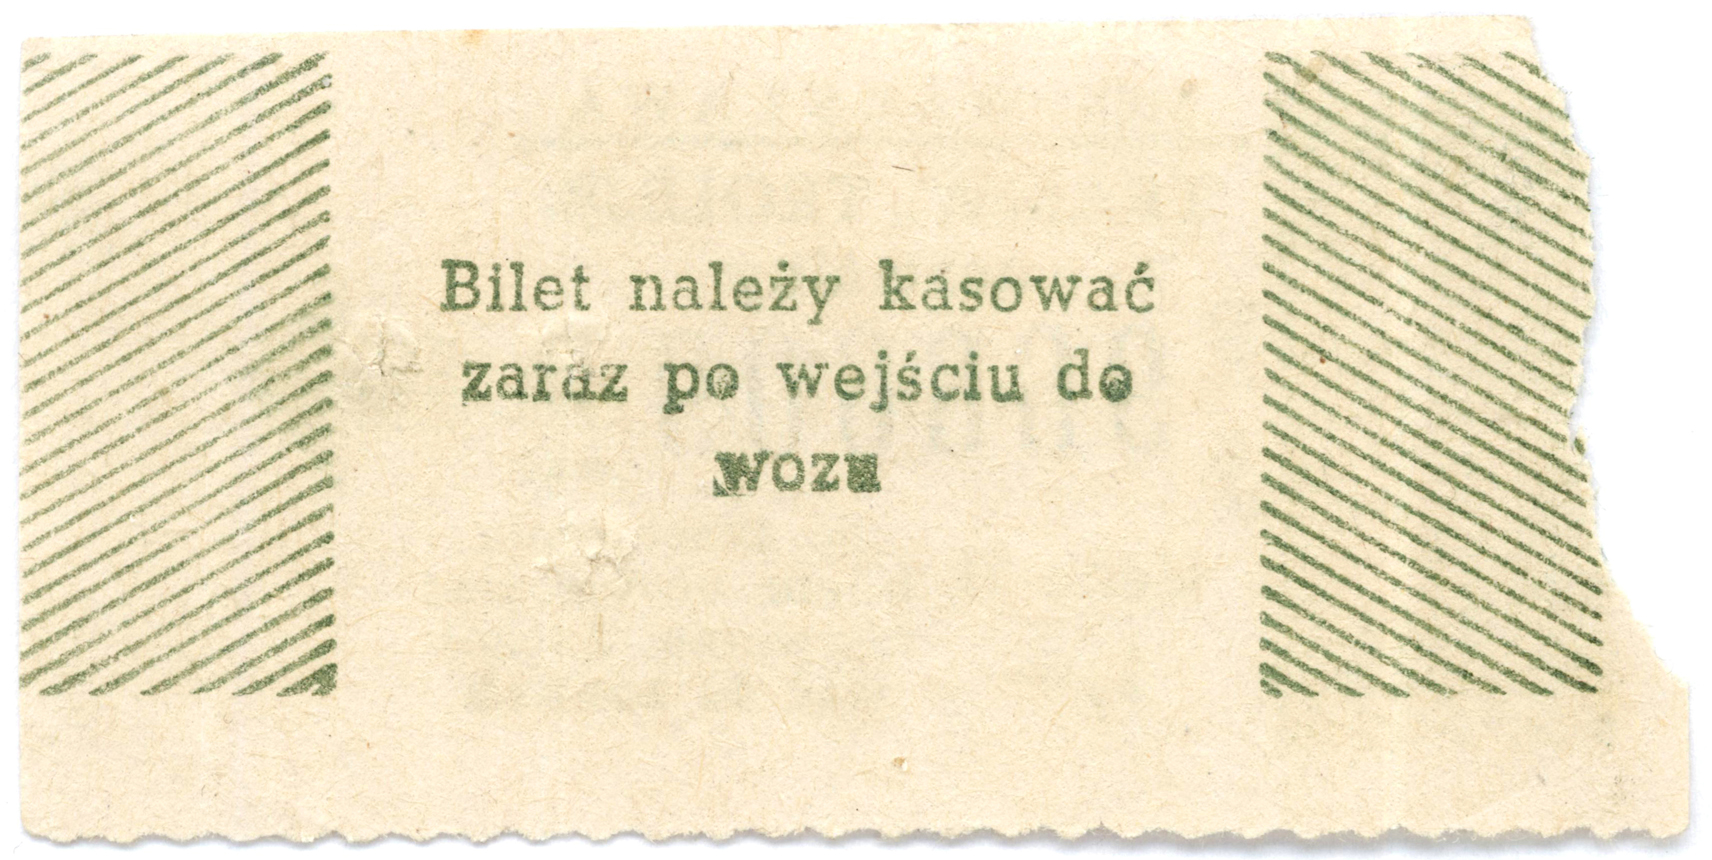 Bilet należy kasować
zaraz po wejściu do
wozu